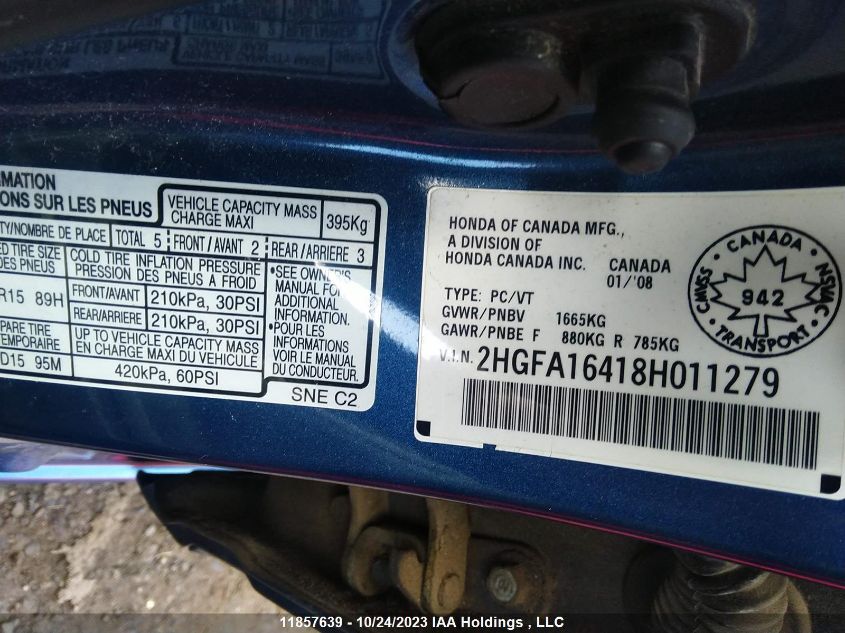 RMATION
ONS SUR LES PNEUS
VEHICLE CAPACITY MASS
CHARGE MAXI
395Kg
TY/NOMBRE DE PLACE
TOTAL 5
FRONT/AVANT 2
REAR/ARRIERE 3
ED TIRE SIZE
DES PNEUS
COLD TIRE INFLATION PRESSURE
PRESSION DES PNEUS A FROID
R15 89H
FRONT/AVANT
210kPa, 30PSI
REAR/ARRIERE
210kPa, 30PSI
PARE TIRE
TEMPORAIRE
UP TO VEHICLE CAPACITY MASS
CHARGE MAXI DU VÉHICULE
D15 95M
420kPa, 60PSI
•SEE OWNER'S
MANUAL FOR
ADDITIONAL
INFORMATION.
•POUR LES
INFORMATIONS
VOIR LE MANUEL
DU CONDUCTEUR.
SNE C2
HONDA OF CANADA MFG.,
A DIVISION OF
HONDA CANADA INC.
CANADA
01/'08
TYPE: PC/VT
GVWR/PNBV 1665KG
GAWR/PNBE F 880KG R 785KG
V.I.N. 2HGFA16418H011279
CANADA
CMVSS
942
NSVAC
TRANSPORT
11857639 - 10/24/2023 IAA Holdings , LLC